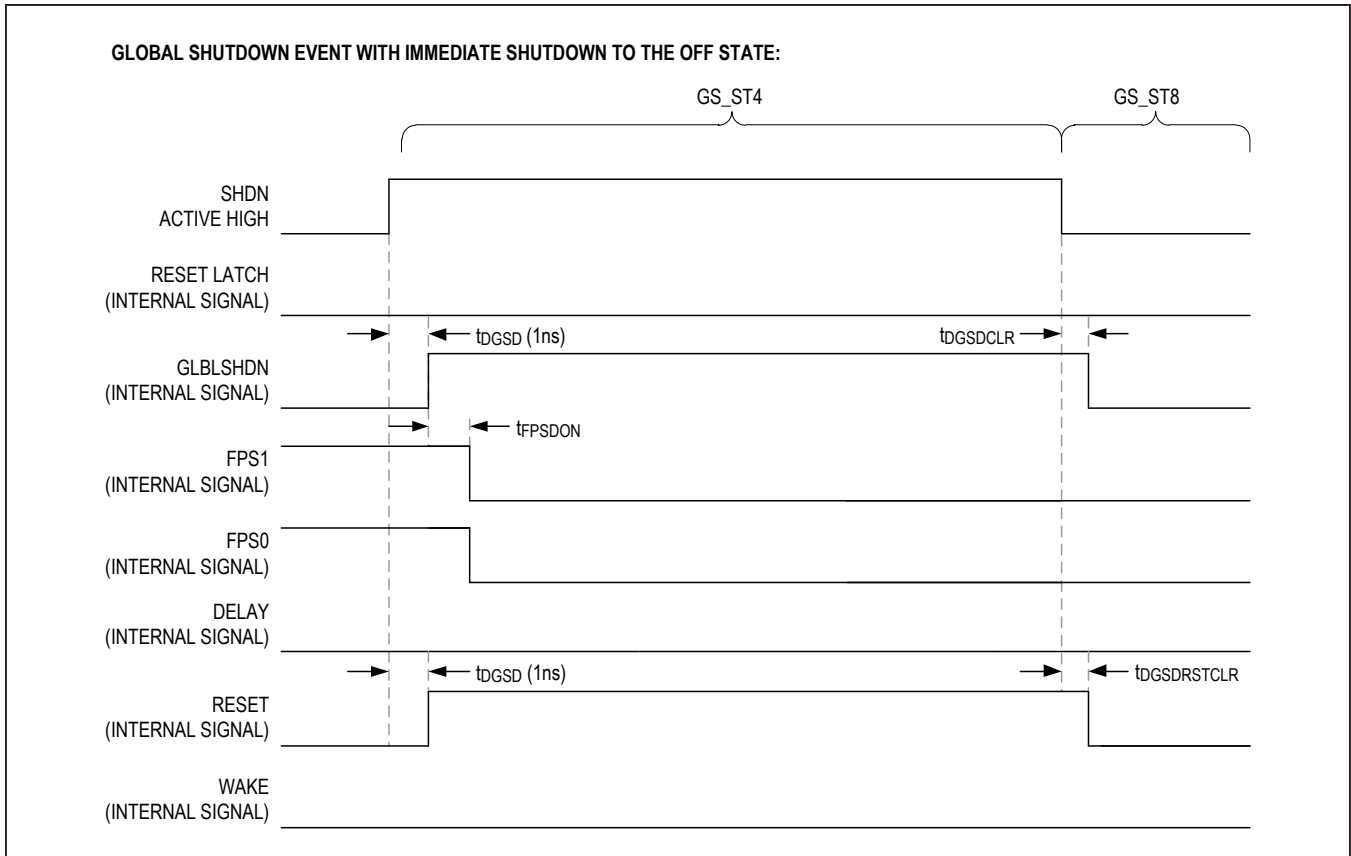 GLOBAL SHUTDOWN EVENT WITH IMMEDIATE SHUTDOWN TO THE OFF STATE:
GS_ST4
GS_ST8
SHDN
ACTIVE HIGH
RESET LATCH
(INTERNAL SIGNAL)
tDGSD (1ns)
tDGSDCLR
GLBLSHDN
(INTERNAL SIGNAL)
tFPSDON
FPS1
(INTERNAL SIGNAL)
FPS0
(INTERNAL SIGNAL)
DELAY
(INTERNAL SIGNAL)
tDGSD (1ns)
tDGSDRSTCLR
RESET
(INTERNAL SIGNAL)
WAKE
(INTERNAL SIGNAL)